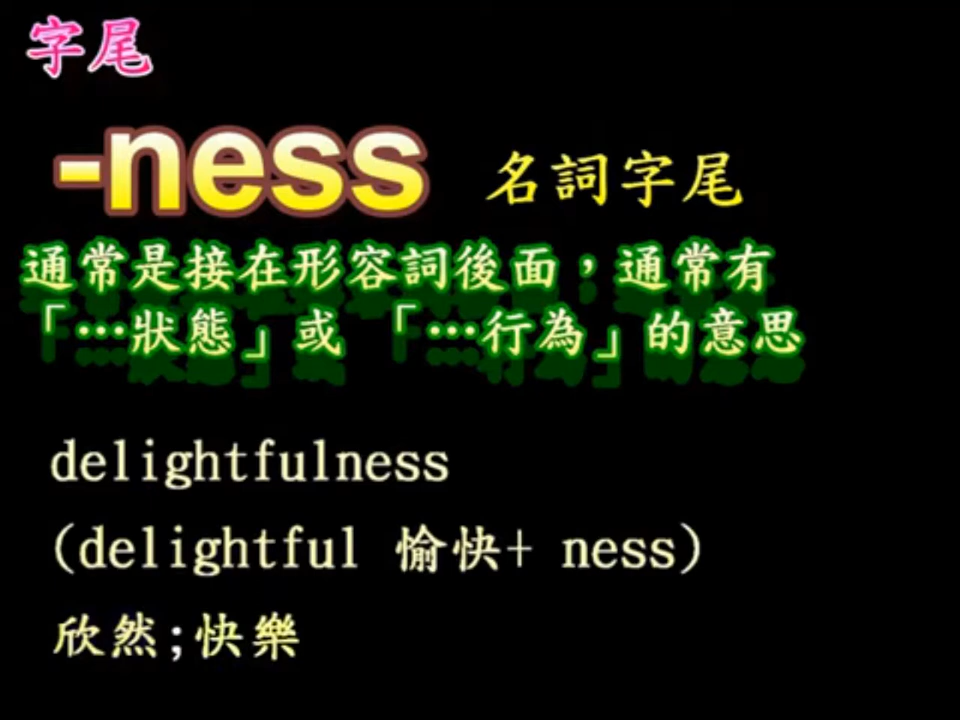 字尾
-ness 名詞字尾
通常是接在形容詞後面，通常有
「…狀態」或 「…行為」的意思
delightfulness
(delightful 愉快+ ness)
欣然;快樂